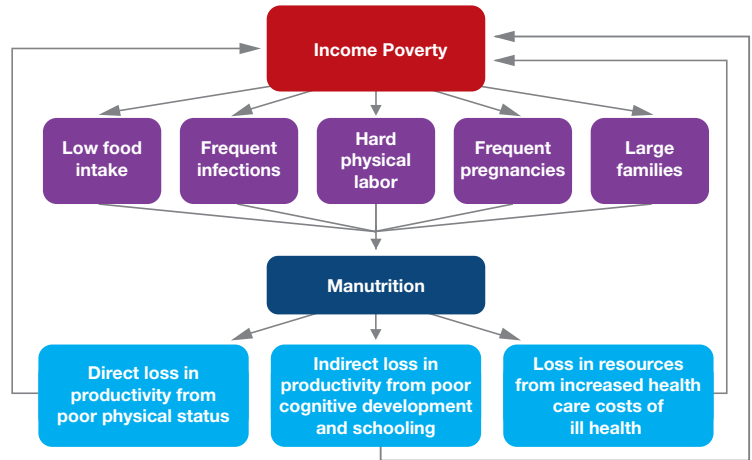 Income Poverty
Low food
intake
Frequent
infections
Hard
physical
labor
Frequent
pregnancies
Large
families
Manutrition
Direct loss in
productivity from
poor physical status
Indirect loss in
productivity from poor
cognitive development
and schooling
Loss in resources
from increased health
care costs of
ill health